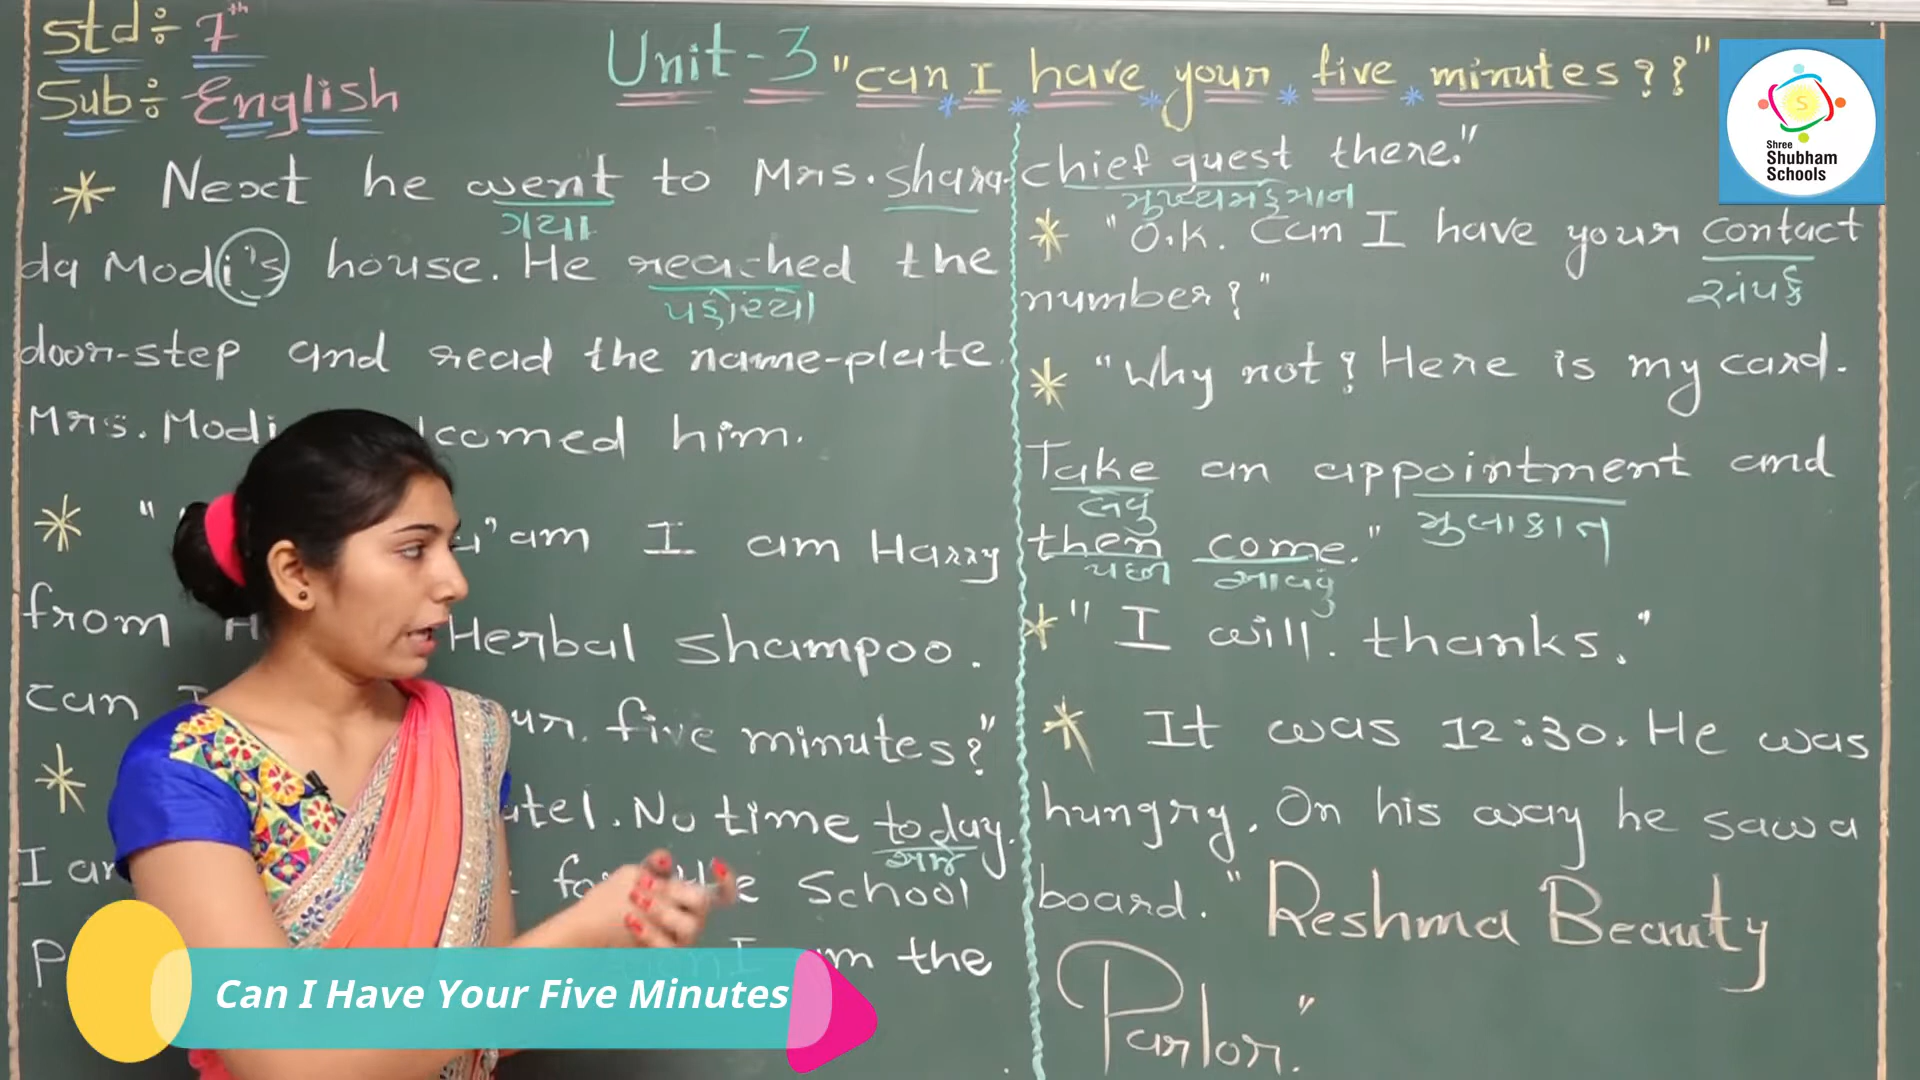 Std÷ 7th
Sub÷ English
Unit-3 "can I have your five minutes??"
Next he went to Mrs. shara-
ગયા
da Modi's house. He reached the
પહોંચ્યો
door-step and read the name-plate.
Mrs. Modi lcomed him.
" am I am Harry
from H Herbal shampoo.
can I ur five minutes?"
utel. No time today.
આજે
I am for the School
P I am the
chief guest there."
મુખ્યમહેમાન
"O.k. Can I have your contact
સંપર્ક
number?"
"Why not? Here is my card.
Take an appointment and
લેવું મુલાકાત
then come."
પછી આવવું
"I will. thanks."
It was 12:30. He was
hungry. On his way he saw a
board. "Reshma Beauty
Parlor."
Shree
Shubham
Schools
Can I Have Your Five Minutes